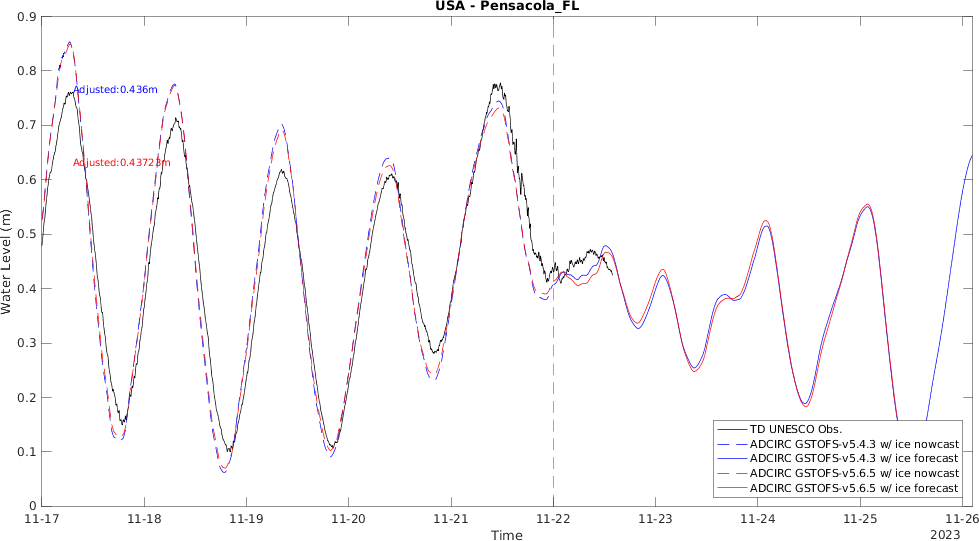 USA - Pensacola_FL
0.9
0.8
0.7
0.6
0.5
0.4
0.3
0.2
0.1
0
Water Level (m)
Adjusted:0.436m
Adjusted:0.43723m
TD UNESCO Obs.
ADCIRC GSTOFS-v5.4.3 w/ ice nowcast
ADCIRC GSTOFS-v5.4.3 w/ ice forecast
ADCIRC GSTOFS-v5.6.5 w/ ice nowcast
ADCIRC GSTOFS-v5.6.5 w/ ice forecast
11-17 11-18 11-19 11-20 11-21 11-22 11-23 11-24 11-25 11-26
Time
2023